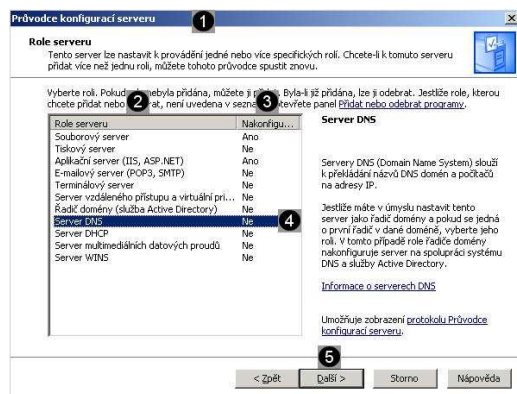 Průvodce konfigurací serveru
1
Role serveru
Tento server lze nastavit k provádění jedné nebo více specifických rolí. Chcete-li k tomuto serveru
přidat více než jednu roli, můžete tohoto průvodce spustit znovu.
Vyberte roli. nebyla přidána, můžete ji Byla-li již přidána, lze ji odebrat. Jestliže role, kterou
chcete přidat nebo není uvedena v otevřete panel Přidat nebo odebrat programy.
2
3
Role serveru Nakonfigu...
Souborový server Ano
Tiskový server Ne
Aplikační server (IIS, ASP.NET) Ano
E-mailový server (POP3, SMTP) Ne
Terminálový server Ne
Server vzdáleného přístupu a virtuální pri... Ne
Řadič domény (služba Active Directory) Ne
Server DNS Ne
4
Server DHCP Ne
Server multimediálních datových proudů Ne
Server WINS Ne
Server DNS
Servery DNS (Domain Name System) slouží
k překládání názvů DNS domén a počítačů
na adresy IP.
Jestliže máte v úmyslu nastavit tento
server jako řadič domény a pokud se jedná
o první řadič v dané doméně, vyberte jeho
roli. V tomto případě role řadiče domény
nakonfiguruje server na spolupráci systému
DNS a služby Active Directory.
Informace o serverech DNS
Umožňuje zobrazení protokolu Průvodce
konfigurací serveru.
5
< Zpět Další > Storno Nápověda